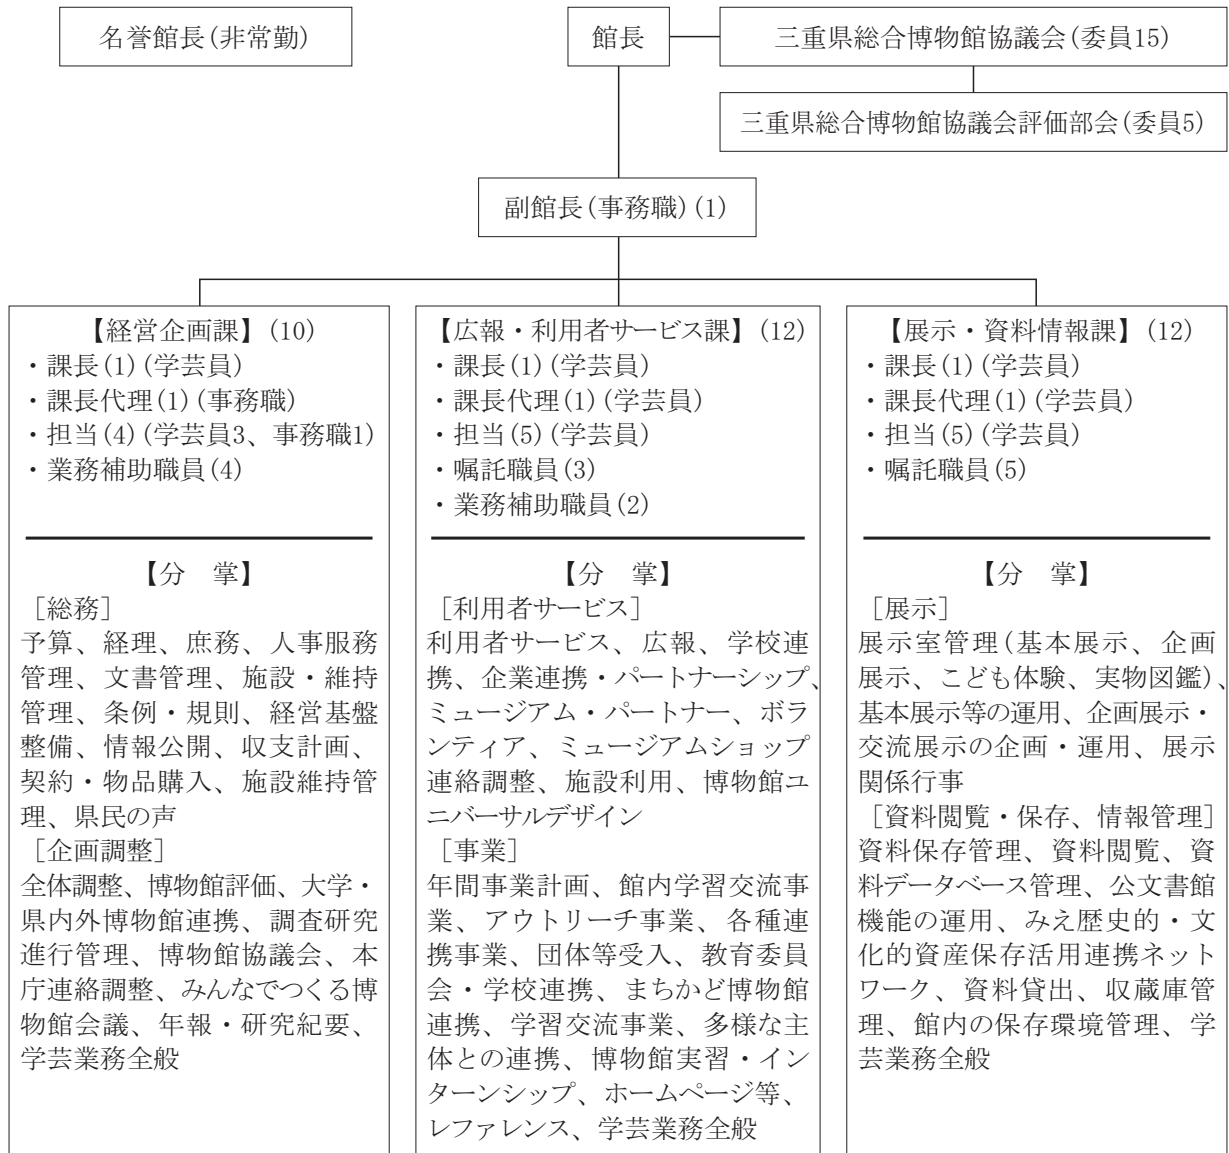 名誉館長(非常勤)
館長
三重県総合博物館協議会(委員15)
三重県総合博物館協議会評価部会(委員5)
副館長(事務職)(1)
【経営企画課】(10)
・課長(1)(学芸員)
・課長代理(1)(事務職)
・担当(4)(学芸員3、事務職1)
・業務補助職員(4)
【分　掌】
［総務］
予算、経理、庶務、人事服務
管理、文書管理、施設・維持
管理、条例・規則、経営基盤
整備、情報公開、収支計画、
契約・物品購入、施設維持管
理、県民の声
［企画調整］
全体調整、博物館評価、大学・
県内外博物館連携、調査研究
進行管理、博物館協議会、本
庁連絡調整、みんなでつくる博
物館会議、年報・研究紀要、
学芸業務全般
【広報・利用者サービス課】(12)
・課長(1)(学芸員)
・課長代理(1)(学芸員)
・担当(5)(学芸員)
・嘱託職員(3)
・業務補助職員(2)
【分　掌】
［利用者サービス］
利用者サービス、広報、学校連
携、企業連携・パートナーシップ、
ミュージアム・パートナー、ボラ
ンティア、ミュージアムショップ
連絡調整、施設利用、博物館ユ
ニバーサルデザイン
［事業］
年間事業計画、館内学習交流事
業、アウトリーチ事業、各種連
携事業、団体等受入、教育委員
会・学校連携、まちかど博物館
連携、学習交流事業、多様な主
体との連携、博物館実習・イン
ターンシップ、ホームページ等、
レファレンス、学芸業務全般
【展示・資料情報課】(12)
・課長(1)(学芸員)
・課長代理(1)(学芸員)
・担当(5)(学芸員)
・嘱託職員(5)
【分　掌】
［展示］
展示室管理(基本展示、企画
展示、こども体験、実物図鑑)、
基本展示等の運用、企画展示・
交流展示の企画・運用、展示
関係行事
［資料閲覧・保存、情報管理］
資料保存管理、資料閲覧、資
料データベース管理、公文書館
機能の運用、みえ歴史的・文
化的資産保存活用連携ネット
ワーク、資料貸出、収蔵庫管
理、館内の保存環境管理、学
芸業務全般